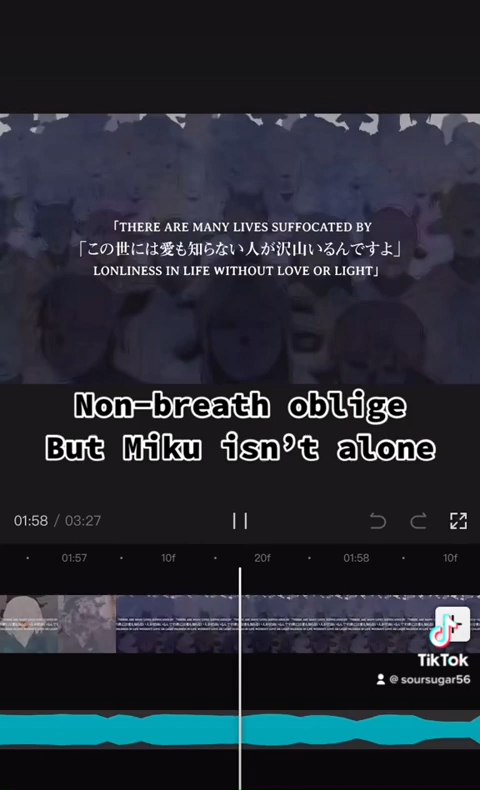 「THERE ARE MANY LIVES SUFFOCATED BY
「この世には愛も知らない人が沢山いるんですよ」
LONLINESS IN LIFE WITHOUT LOVE OR LIGHT」
Non-breath oblige
But Miku isn't alone
01:58 / 03:27
01:57 10f 20f 01:58 10f
TikTok
@ soursugar56